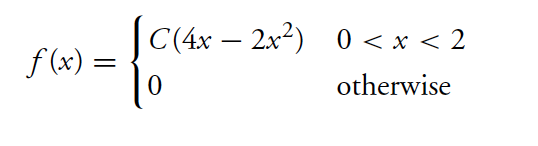 f(x) = { C(4x − 2x²) 0 < x < 2
0 otherwise